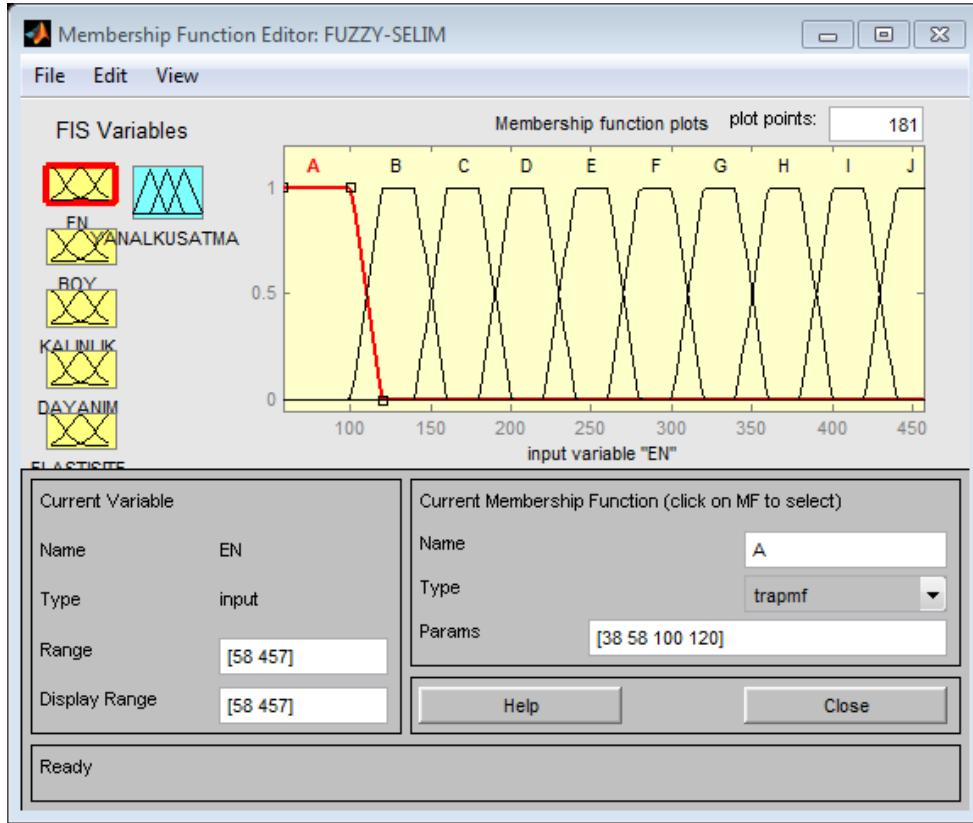 Membership Function Editor: FUZZY-SELIM
File Edit View
FIS Variables
Membership function plots plot points: 181
EN
YANALKUSATMA
BOY
KALINLIK
DAYANIM
ELASTISITE
A B C D E F G H I J
1
0.5
0
100 150 200 250 300 350 400 450
input variable "EN"
Current Variable
Name EN
Type input
Range [58 457]
Display Range [58 457]
Current Membership Function (click on MF to select)
Name A
Type trapmf
Params [38 58 100 120]
Help Close
Ready